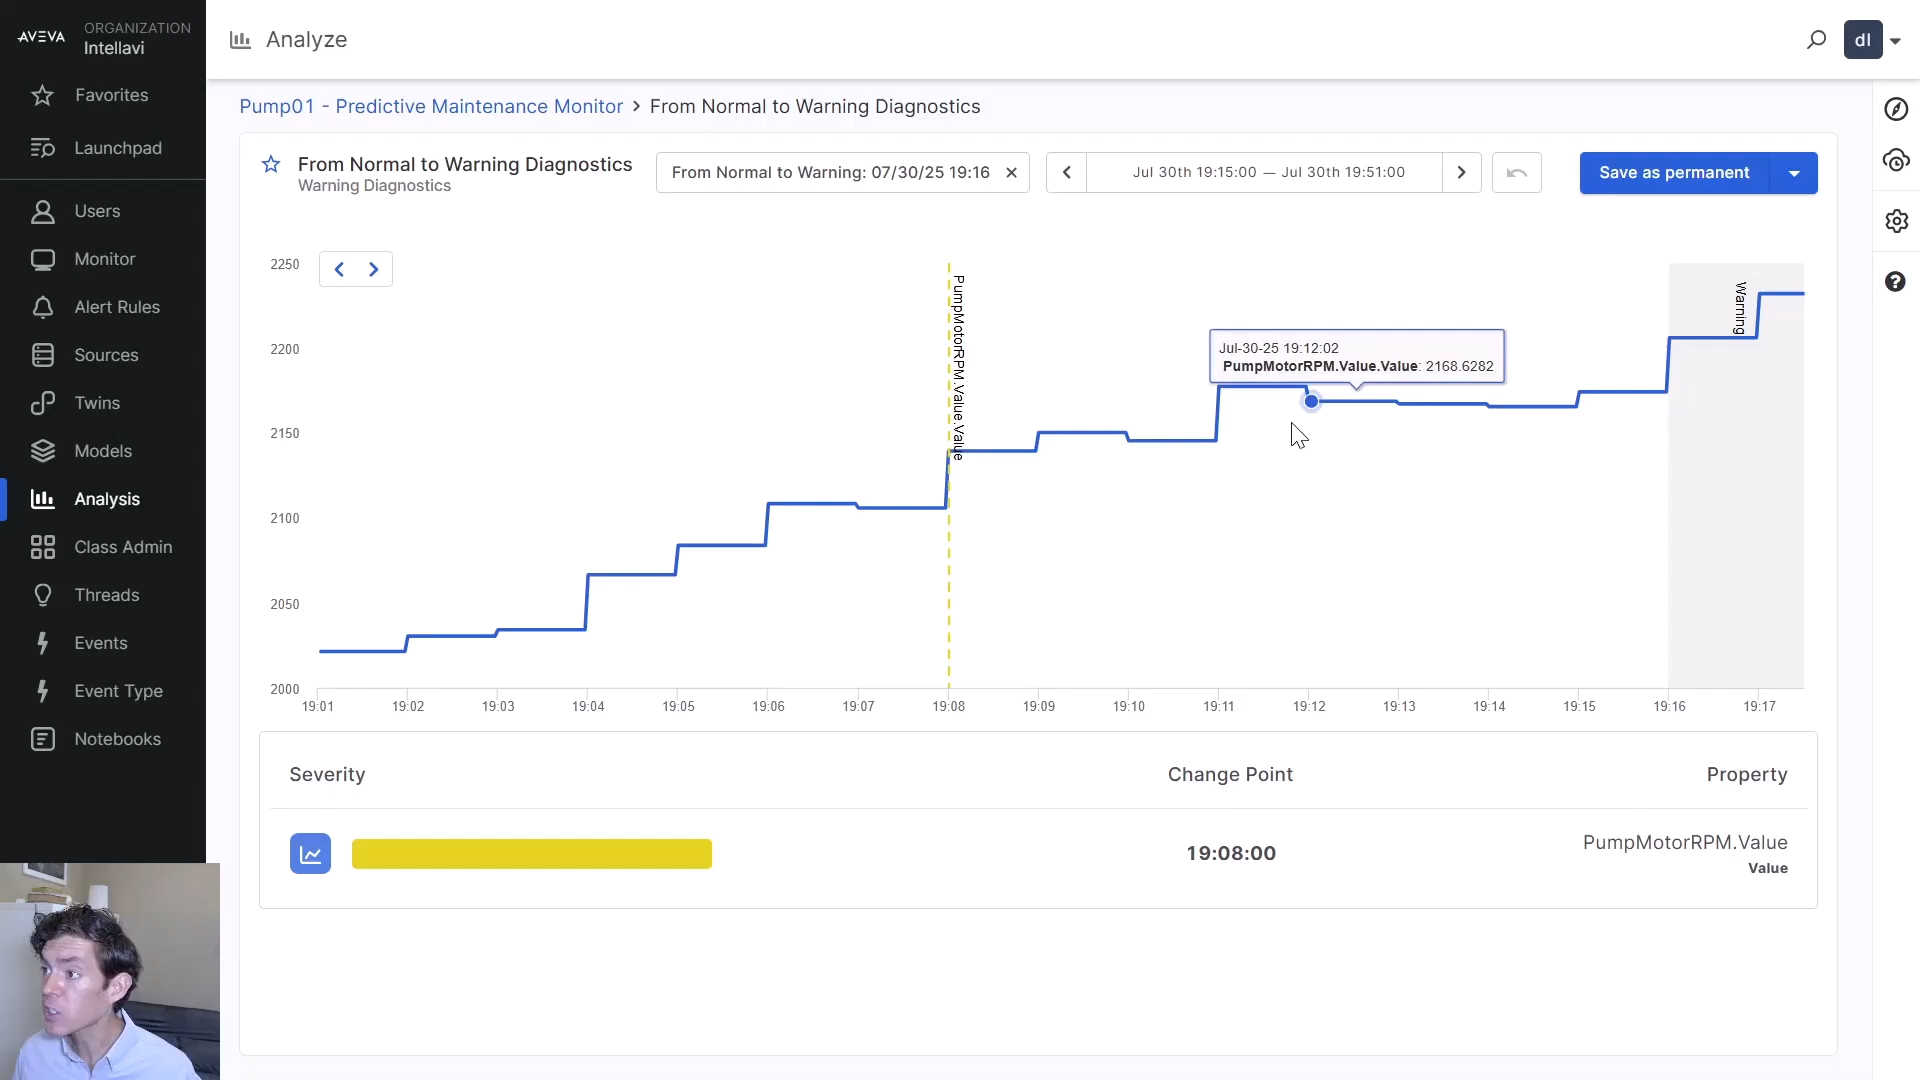 AVEVA
ORGANIZATION
Intellavi
Favorites
Launchpad
Users
Monitor
Alert Rules
Sources
Twins
Models
Analysis
Class Admin
Threads
Events
Event Type
Notebooks
Analyze
dl
Pump01 - Predictive Maintenance Monitor > From Normal to Warning Diagnostics
From Normal to Warning Diagnostics
Warning Diagnostics
From Normal to Warning: 07/30/25 19:16
Jul 30th 19:15:00 — Jul 30th 19:51:00
Save as permanent
2250
2200
2150
2100
2050
2000
PumpMotorRPM.Value.Value
Jul-30-25 19:12:02
PumpMotorRPM.Value.Value: 2168.6282
Warning
19:01 19:02 19:03 19:04 19:05 19:06 19:07 19:08 19:09 19:10 19:11 19:12 19:13 19:14 19:15 19:16 19:17
Severity Change Point Property
19:08:00
PumpMotorRPM.Value
Value